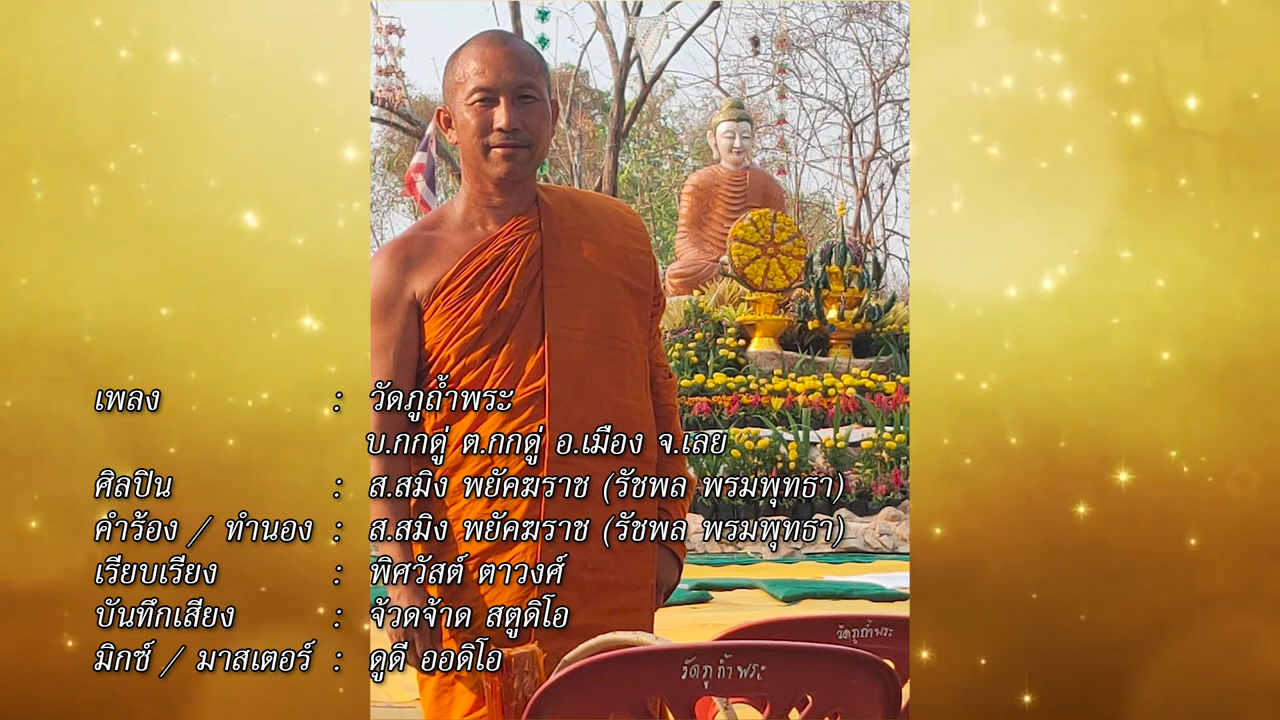 เพลง : วัดภูถ้ำพระ
บ.กกดู่ ต.กกดู่ อ.เมือง จ.เลย
ศิลปิน : ส.สมิง พยัคฆราช (รัชพล พรมพุทธา)
คำร้อง / ทำนอง : ส.สมิง พยัคฆราช (รัชพล พรมพุทธา)
เรียบเรียง : พิศวัสต์ ตาวงศ์
บันทึกเสียง : จ้วดจ้าด สตูดิโอ
มิกซ์ / มาสเตอร์ : ดูดี ออดิโอ
วัดภูถ้ำพระ
วัดภูถ้ำพระ